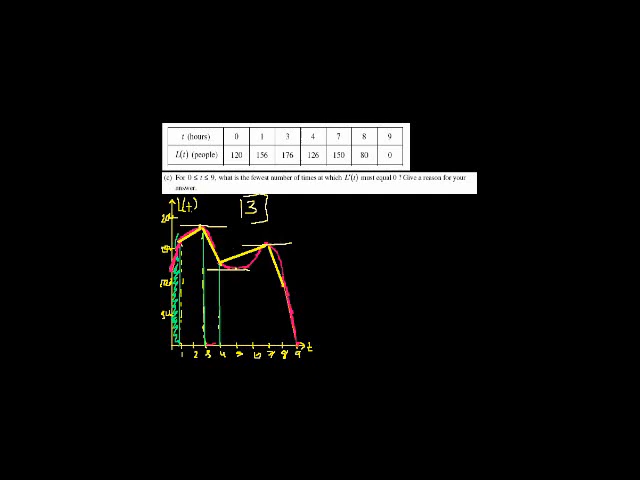 t (hours) 0 1 3 4 7 8 9
L(t) (people) 120 156 176 126 150 80 0
(c) For 0 ≤ t ≤ 9, what is the fewest number of times at which L′(t) must equal 0 ? Give a reason for your
answer.
L(t)
3
1 2 3 4 5 7 8 9 t